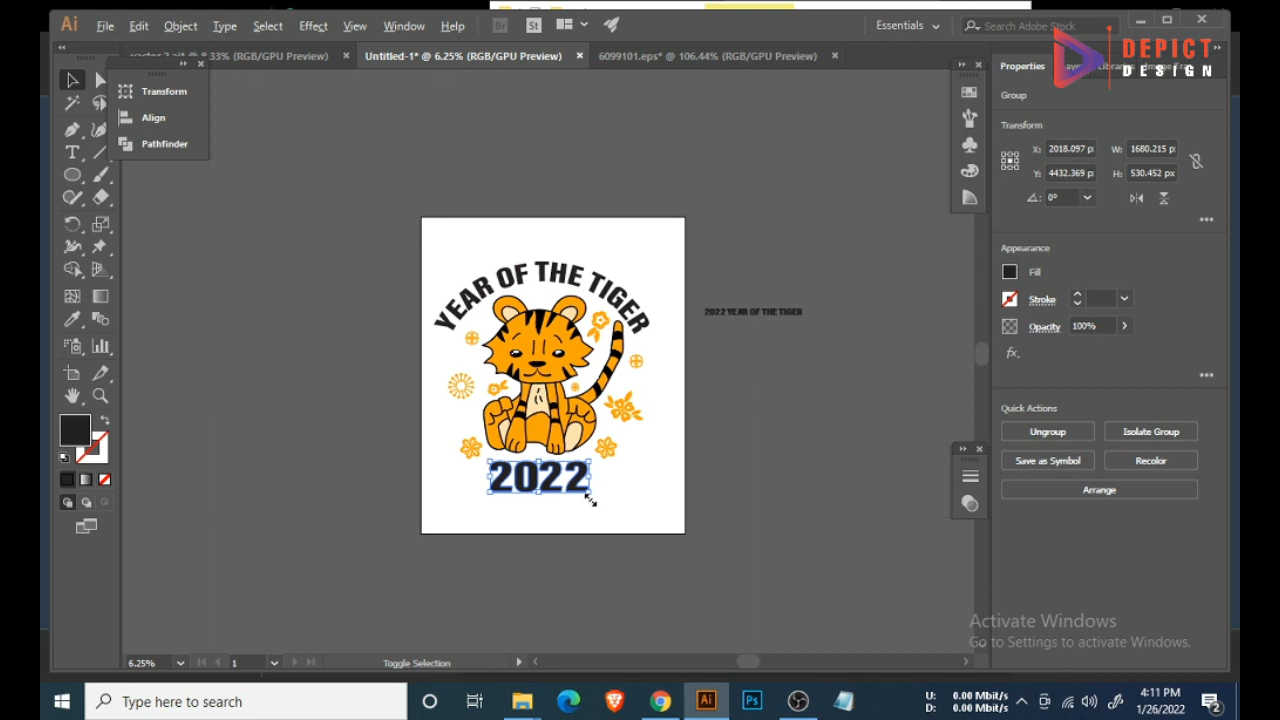 Ai File Edit Object Type Select Effect View Window Help Br St Essentials Search Adobe Stock
DEPICT
DESIGN
% (RGB/GPU Preview) × Untitled-1* @ 6.25% (RGB/GPU Preview) × 6099101.eps* @ 106.44% (RGB/GPU Preview) ×
Properties
Transform
Align
Pathfinder
Group
Transform
X: 2018.097 p W: 1680.215 p
Y: 4432.369 p H: 530.452 px
0°
Appearance
Fill
Stroke
Opacity 100%
fx.
Quick Actions
Ungroup Isolate Group
Save as Symbol Recolor
Arrange
YEAR OF THE TIGER
2022
2022 YEAR OF THE TIGER
Activate Windows
Go to Settings to activate Windows.
6.25% 1 Toggle Selection
Type here to search
Ai Ps
U: 0.00 Mbit/s
D: 0.00 Mbit/s
4:11 PM
1/26/2022
2